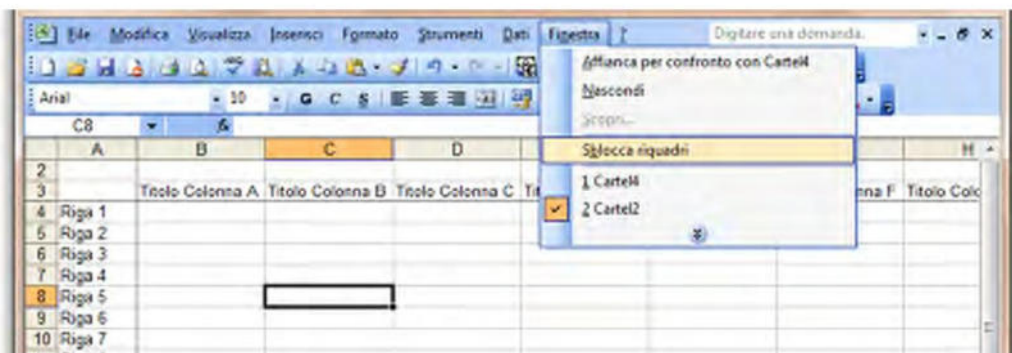 File Modifica Visualizza Inserisci Formato Strumenti Dati Finestra ? Digitare una domanda.
Affianca per confronto con Cartel4
Arial 10 G C S Nascondi
Scopri...
C8 fx
Sblocca riquadri
A B C D H
1 Cartel4
2
3 Titolo Colonna A Titolo Colonna B Titolo Colonna C Tit nna F Titolo Colo
2 Cartel2
4 Riga 1
5 Riga 2
6 Riga 3
7 Riga 4
8 Riga 5
9 Riga 6
10 Riga 7